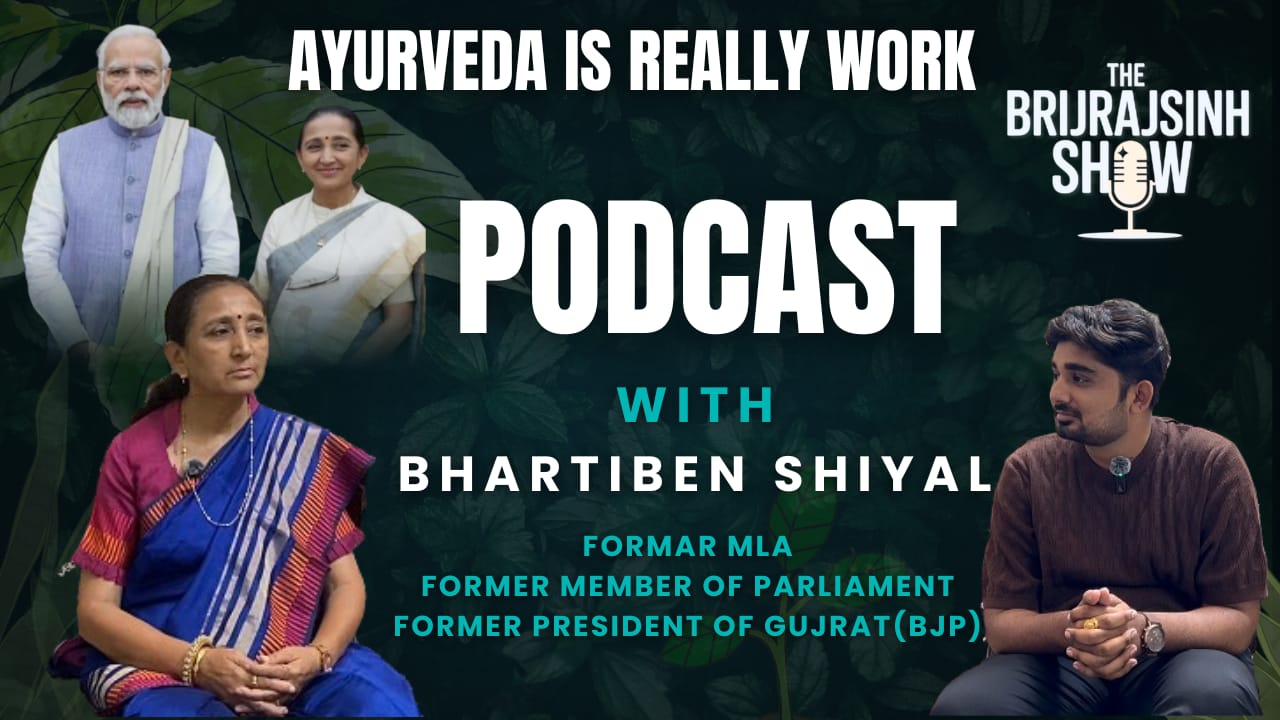 AYURVEDA IS REALLY WORK
THE
BRIJRAJSINH
SHOW
PODCAST
WITH
BHARTIBEN SHIYAL
FORMAR MLA
FORMER MEMBER OF PARLIAMENT
FORMER PRESIDENT OF GUJRAT(BJP)